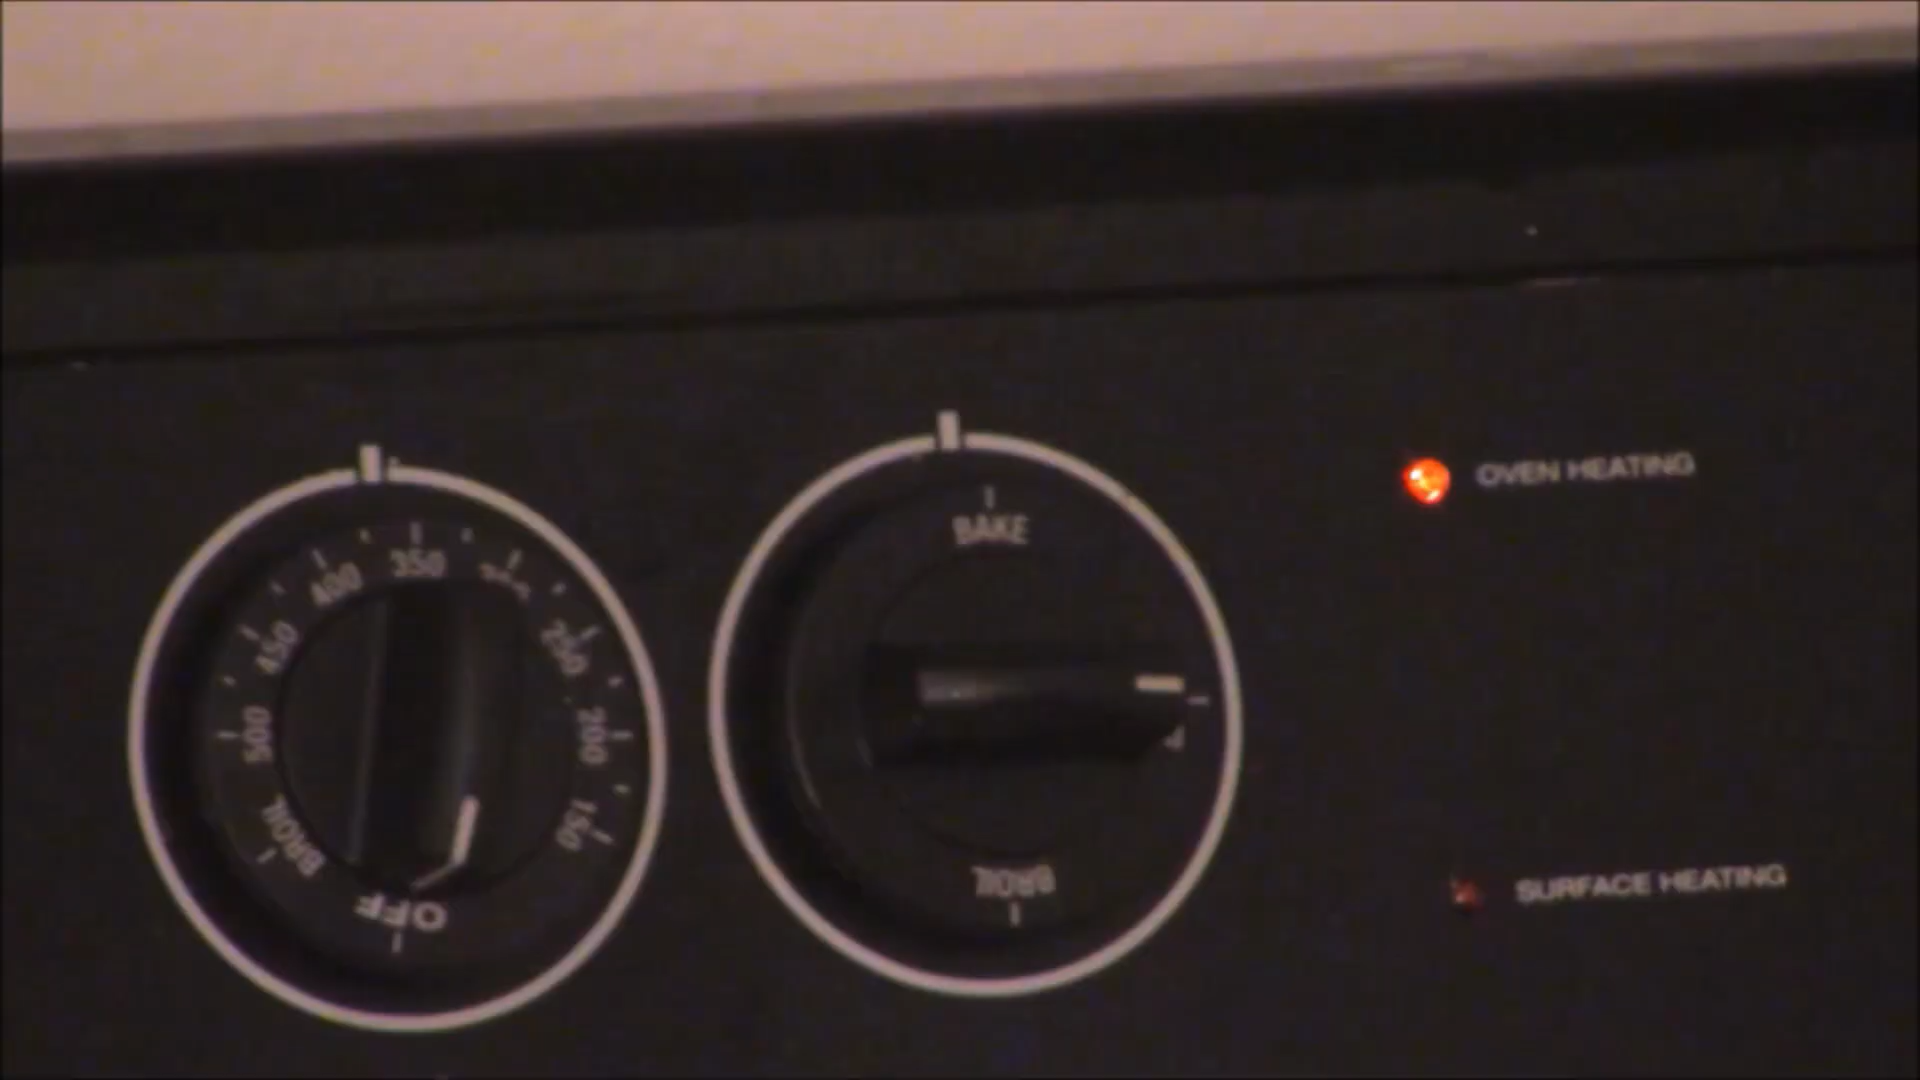 BROIL
500
450
400
350
250
200
150
OFF
BAKE
BROIL
OVEN HEATING
SURFACE HEATING